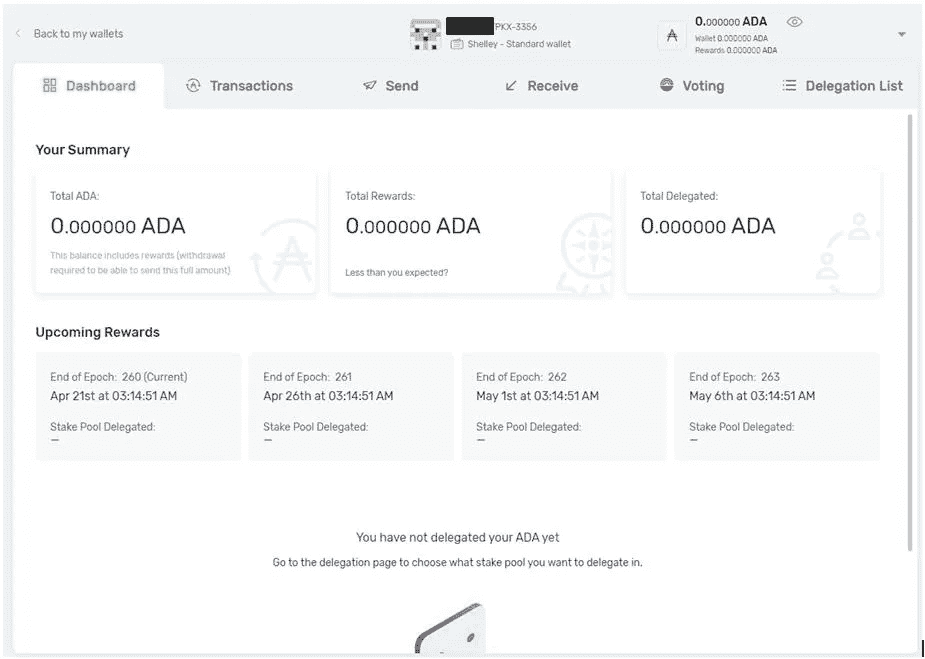 Back to my wallets
PKX-3356
Shelley - Standard wallet
0.000000 ADA
Wallet 0.000000 ADA
Rewards 0.000000 ADA
Dashboard
Transactions
Send
Receive
Voting
Delegation List
Your Summary
Total ADA:
0.000000 ADA
This balance includes rewards (withdrawal
required to be able to send this full amount)
Total Rewards:
0.000000 ADA
Less than you expected?
Total Delegated:
0.000000 ADA
Upcoming Rewards
End of Epoch: 260 (Current)
Apr 21st at 03:14:51 AM
Stake Pool Delegated:
—
End of Epoch: 261
Apr 26th at 03:14:51 AM
Stake Pool Delegated:
—
End of Epoch: 262
May 1st at 03:14:51 AM
Stake Pool Delegated:
—
End of Epoch: 263
May 6th at 03:14:51 AM
Stake Pool Delegated:
—
You have not delegated your ADA yet
Go to the delegation page to choose what stake pool you want to delegate in.